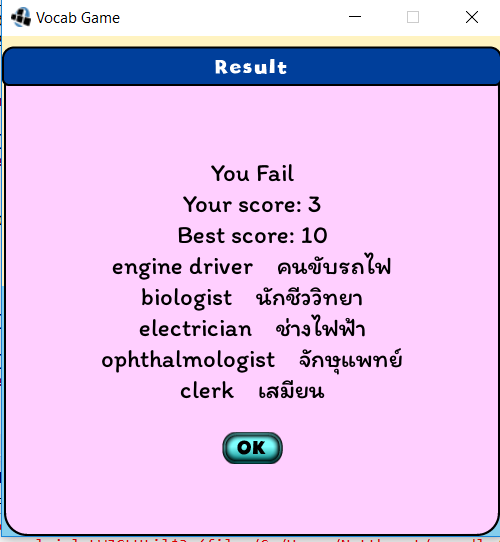 Vocab Game
Result
You Fail
Your score: 3
Best score: 10
engine driver คนขับรถไฟ
biologist นักชีววิทยา
electrician ช่างไฟฟ้า
ophthalmologist จักษุแพทย์
clerk เสมียน
OK